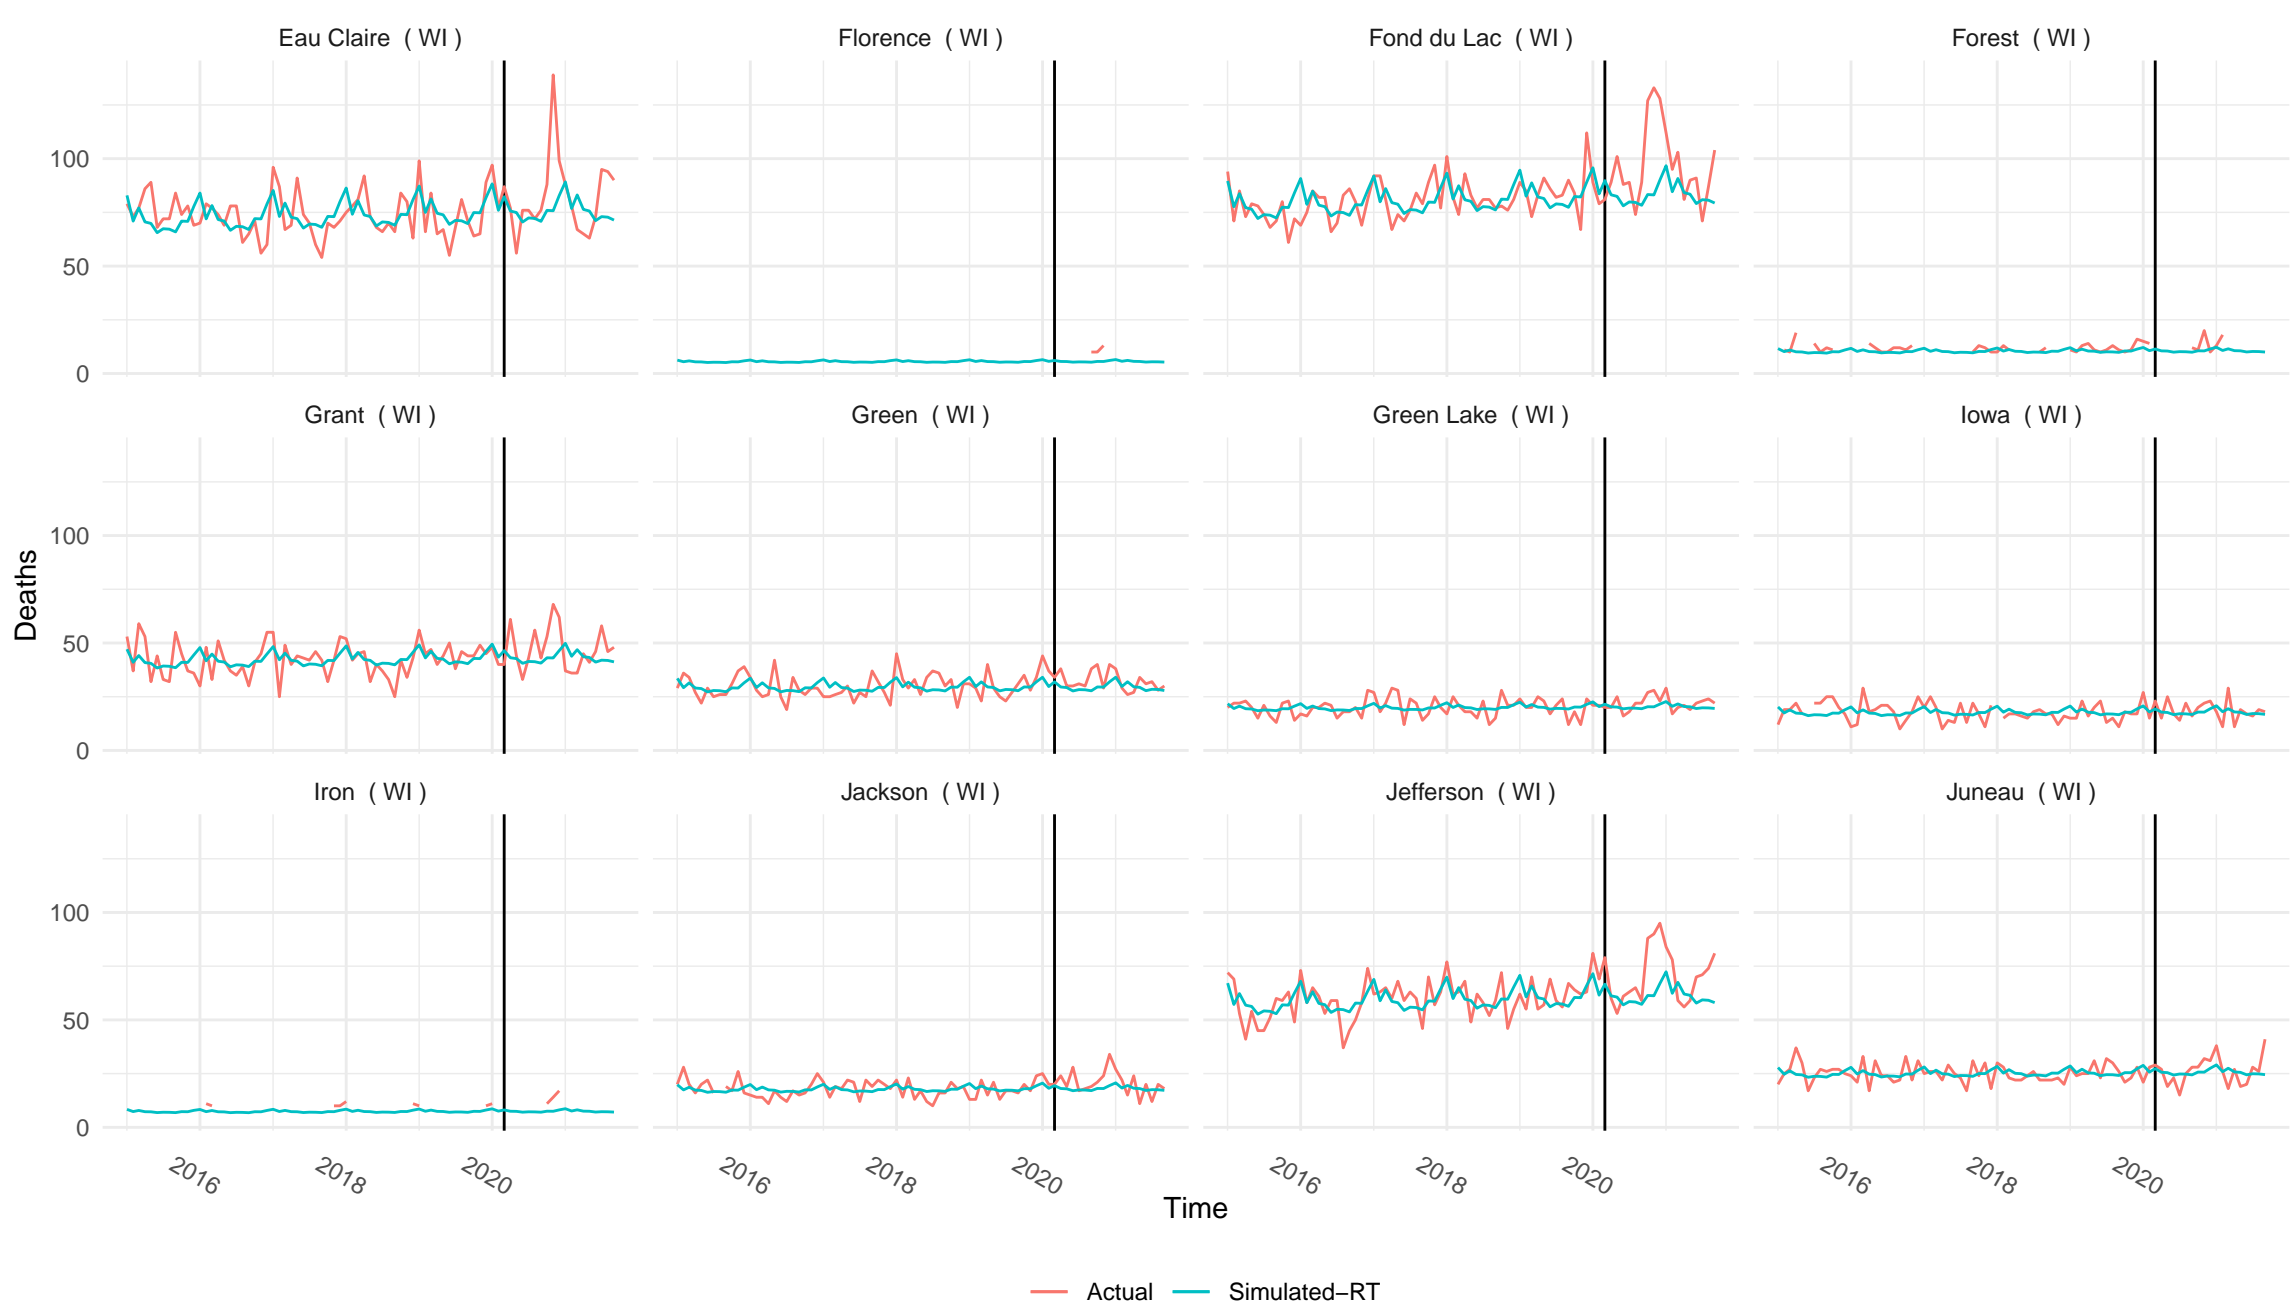 Eau Claire ( WI )
Florence ( WI )
Fond du Lac ( WI )
Forest ( WI )
100
50
0
Grant ( WI )
Green ( WI )
Green Lake ( WI )
Iowa ( WI )
100
50
0
Iron ( WI )
Jackson ( WI )
Jefferson ( WI )
Juneau ( WI )
100
50
0
Deaths
2016
2018
2020
2016
2018
2020
2016
2018
2020
2016
2018
2020
Time
Actual
Simulated−RT